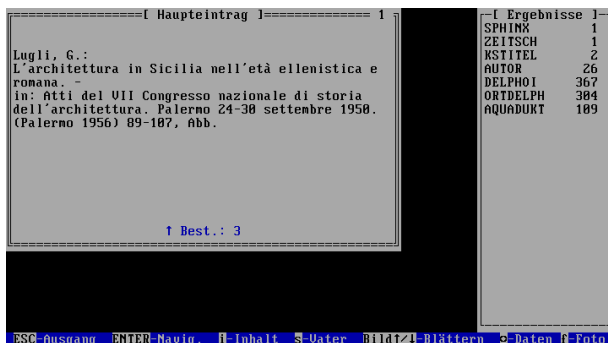 [ Haupteintrag ] 1
Lugli, G.:
L'architettura in Sicilia nell'età ellenistica e
romana. -
in: Atti del VII Congresso nazionale di storia
dell'architettura. Palermo 24-30 settembre 1950.
(Palermo 1956) 89-107, Abb.
↑ Best.: 3
[ Ergebnisse ]
SPHINX 1
ZEITSCH 1
KSTITEL 2
AUTOR 26
DELPHOI 367
ORTDELPH 304
AQUADUKT 109
ESC-Ausgang ENTER-Navig. i-Inhalt s-Vater Bild↑/↓-Blättern o-Daten f-Foto